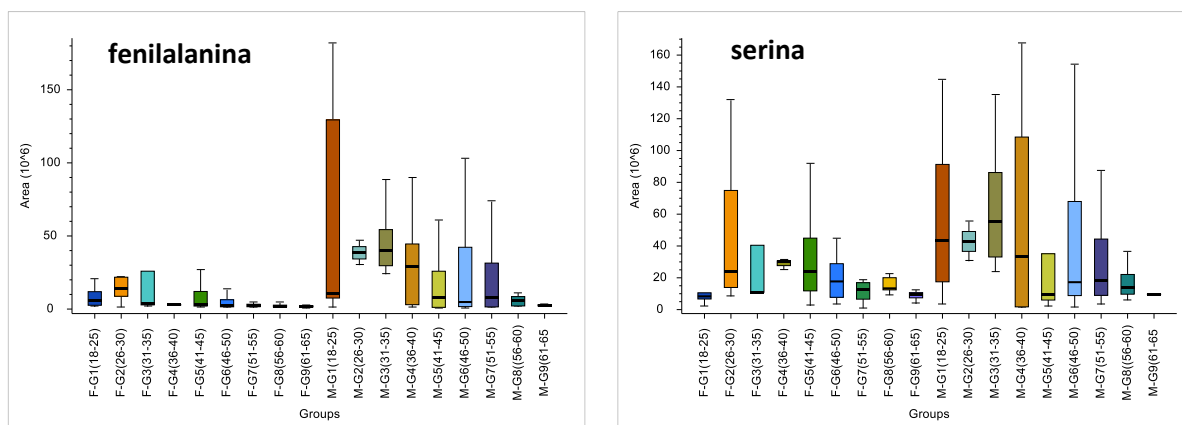 fenilalanina
150
100
50
0
Area (10^6)
F-G1(18-25)
F-G2(26-30)
F-G3(31-35)
F-G4(36-40)
F-G5(41-45)
F-G6(46-50)
F-G7(51-55)
F-G8(56-60)
F-G9(61-65)
M-G1(18-25)
M-G2(26-30)
M-G3(31-35)
M-G4(36-40)
M-G5(41-45)
M-G6(46-50)
M-G7(51-55)
M-G8((56-60)
M-G9(61-65
Groups
serina
160
140
120
100
80
60
40
20
0
Area (10^6)
F-G1(18-25)
F-G2(26-30)
F-G3(31-35)
F-G4(36-40)
F-G5(41-45)
F-G6(46-50)
F-G7(51-55)
F-G8(56-60)
F-G9(61-65)
M-G1(18-25)
M-G2(26-30)
M-G3(31-35)
M-G4(36-40)
M-G5(41-45)
M-G6(46-50)
M-G7(51-55)
M-G8((56-60)
M-G9(61-65
Groups